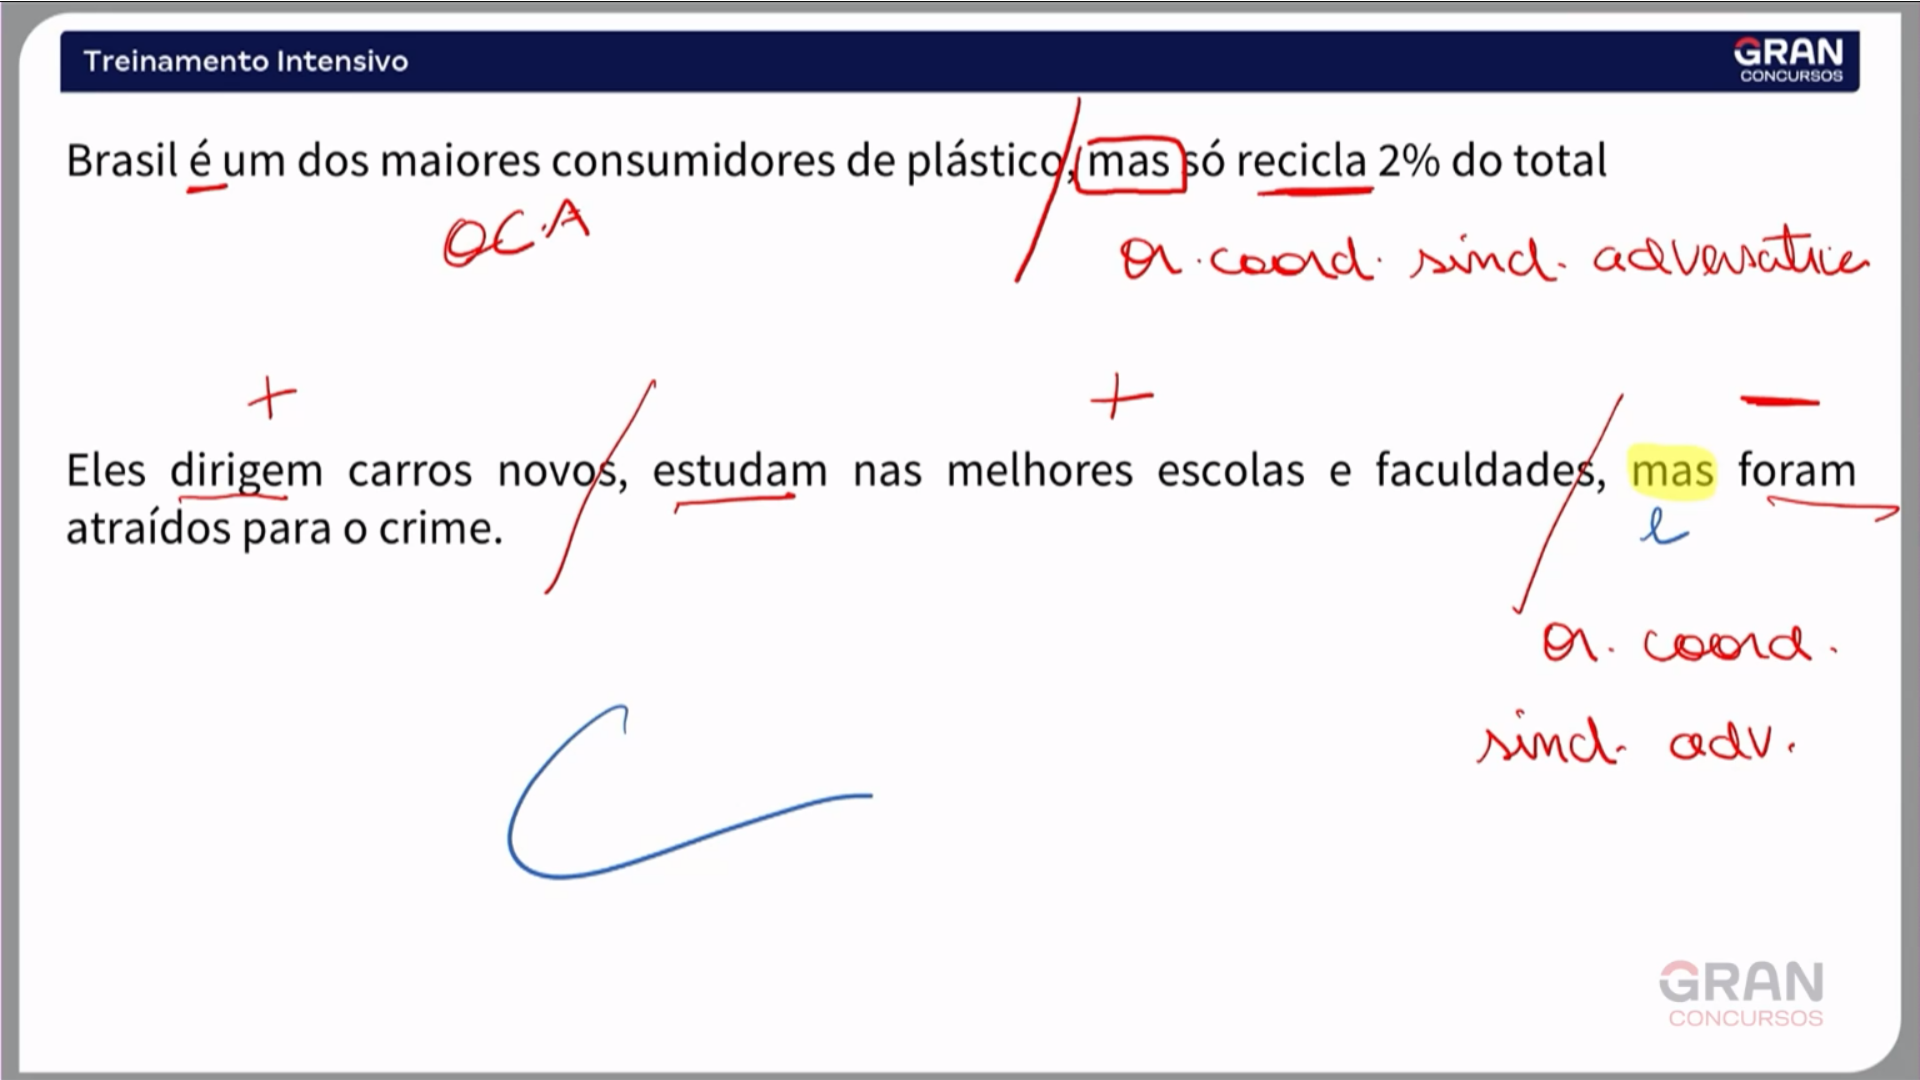 Treinamento Intensivo
GRAN
CONCURSOS
Brasil é um dos maiores consumidores de plástico, mas só recicla 2% do total
O.C.A
or. coord. sind. adversativa
+ + —
Eles dirigem carros novos, estudam nas melhores escolas e faculdades, mas foram
atraídos para o crime.
e
or. coord.
sind. adv.
GRAN
CONCURSOS